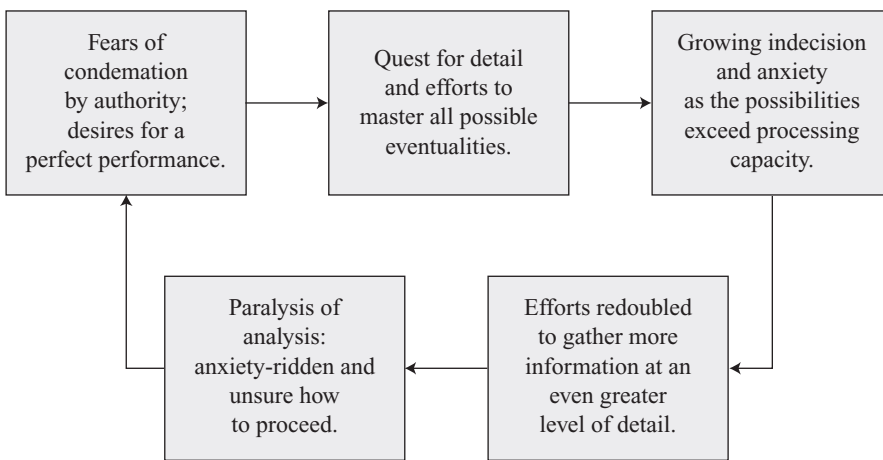 Fears of
condemation
by authority;
desires for a
perfect performance.
Quest for detail
and efforts to
master all possible
eventualities.
Growing indecision
and anxiety
as the possibilities
exceed processing
capacity.
Efforts redoubled
to gather more
information at an
even greater
level of detail.
Paralysis of
analysis:
anxiety-ridden and
unsure how
to proceed.